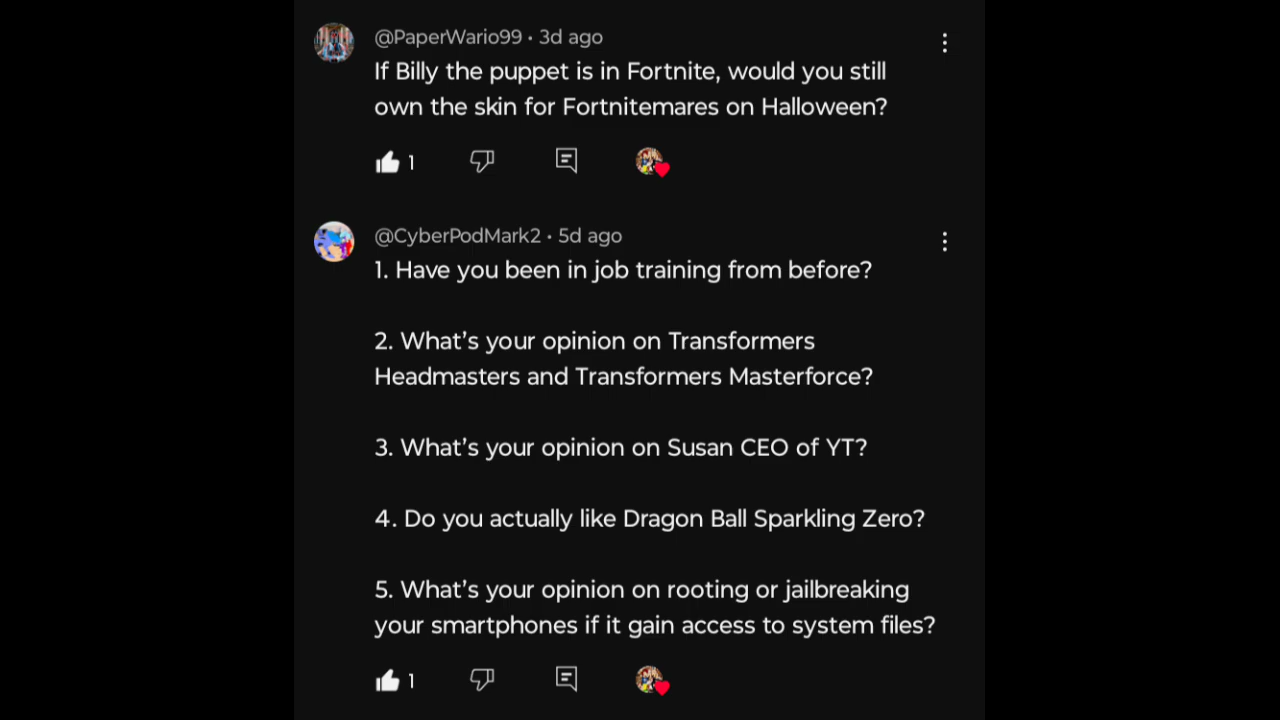 @PaperWario99 • 3d ago
If Billy the puppet is in Fortnite, would you still
own the skin for Fortnitemares on Halloween?
1
@CyberPodMark2 • 5d ago
1. Have you been in job training from before?
2. What's your opinion on Transformers
Headmasters and Transformers Masterforce?
3. What's your opinion on Susan CEO of YT?
4. Do you actually like Dragon Ball Sparkling Zero?
5. What's your opinion on rooting or jailbreaking
your smartphones if it gain access to system files?
1